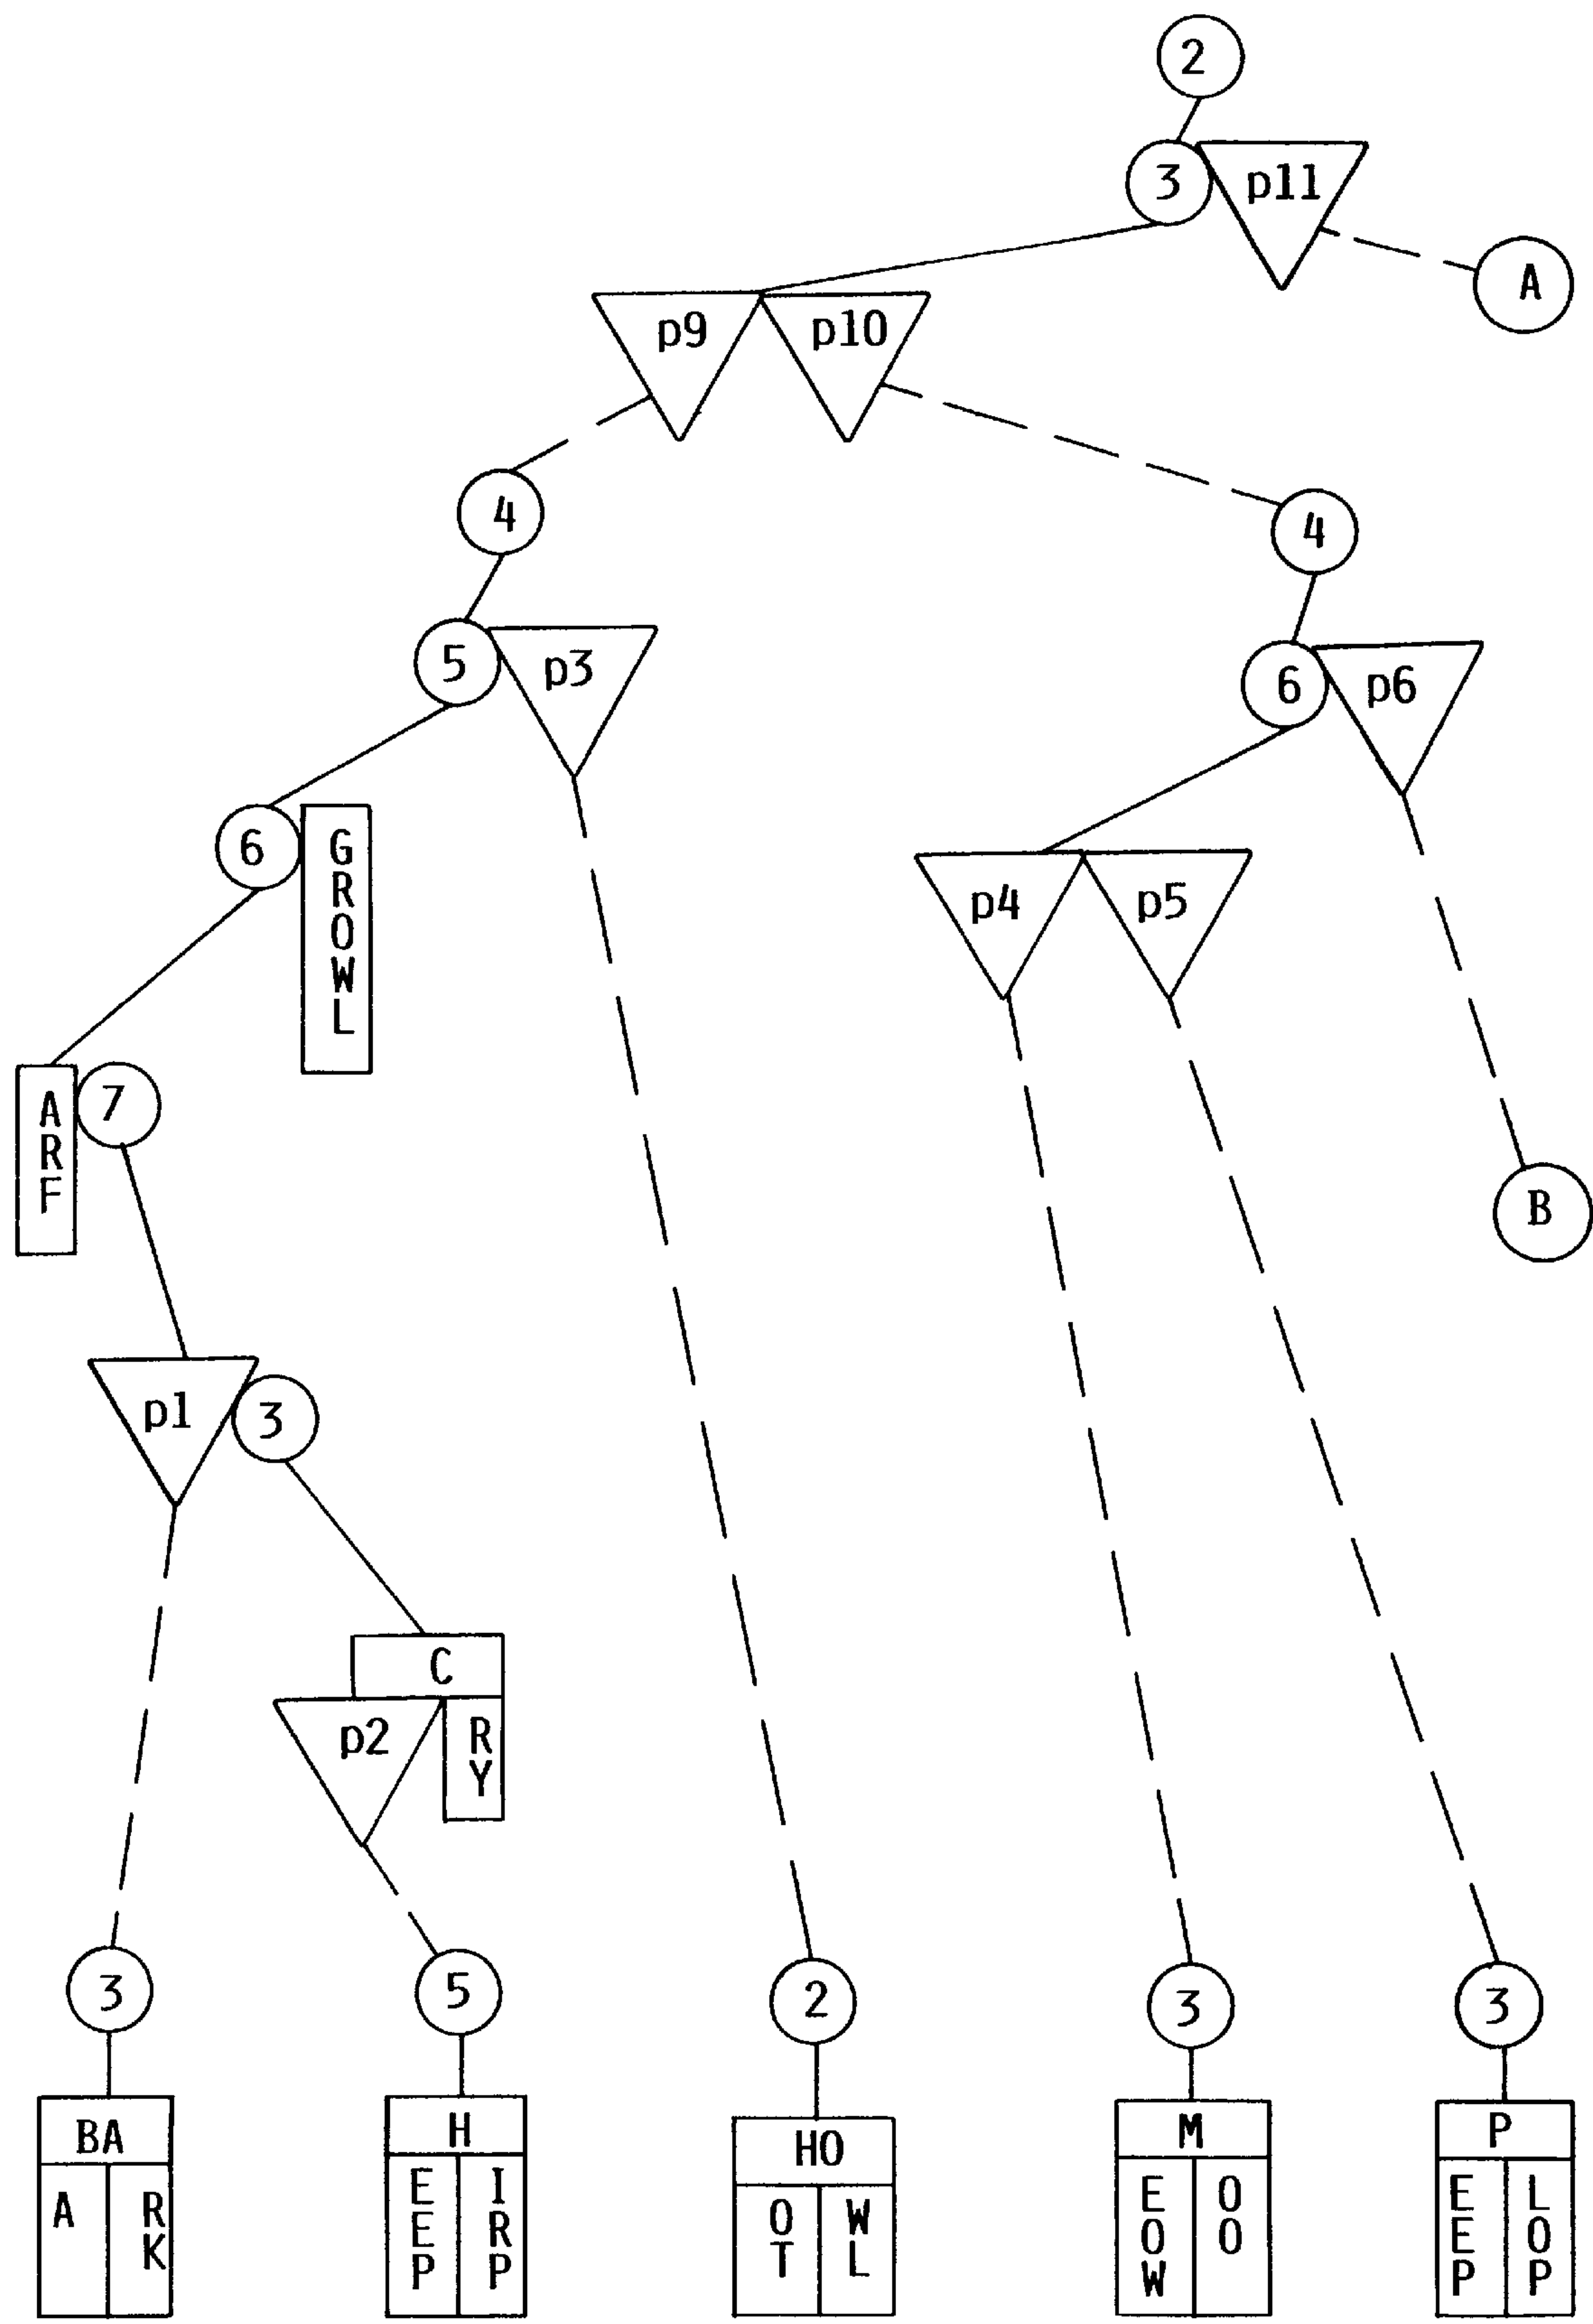 2
3 p11
A
p9 p10
4
4
5 p3
6 p6
6 GROWL
p4 p5
ARF 7
B
p1 3
C
p2 RY
3 5 2 3 3
BA H HO M P
A RK EEP IRP OT WL EOW OO EEP LOP